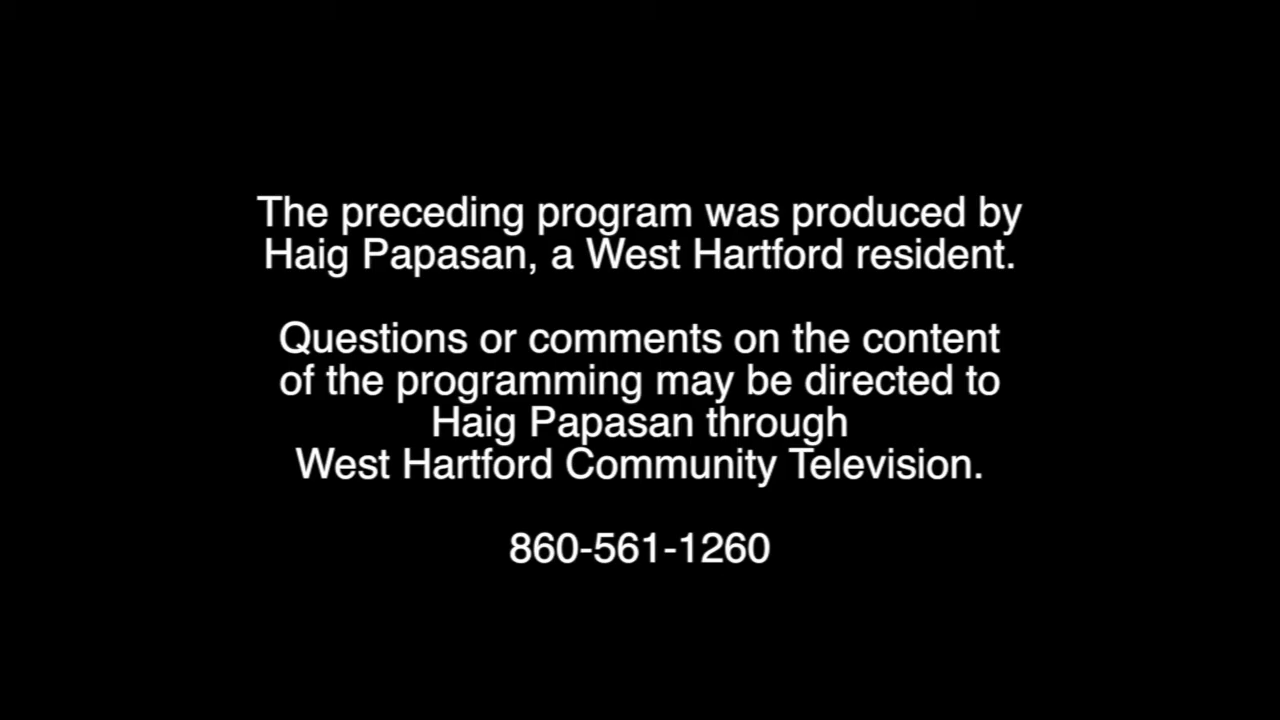 The preceding program was produced by
Haig Papasan, a West Hartford resident.
Questions or comments on the content
of the programming may be directed to
Haig Papasan through
West Hartford Community Television.
860-561-1260